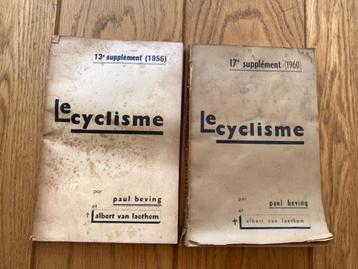 13e supplément (1956)
Le
cyclisme
par
paul beving
et
† albert van laethem
17e supplément (1960)
Le
cyclisme
par
paul beving
et
† albert van laethem